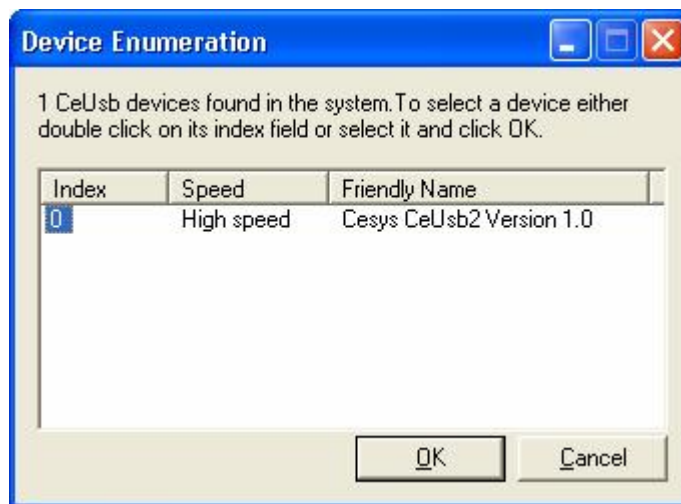 Device Enumeration
1 CeUsb devices found in the system.To select a device either
double click on its index field or select it and click OK.
Index Speed Friendly Name
0 High speed Cesys CeUsb2 Version 1.0
OK Cancel